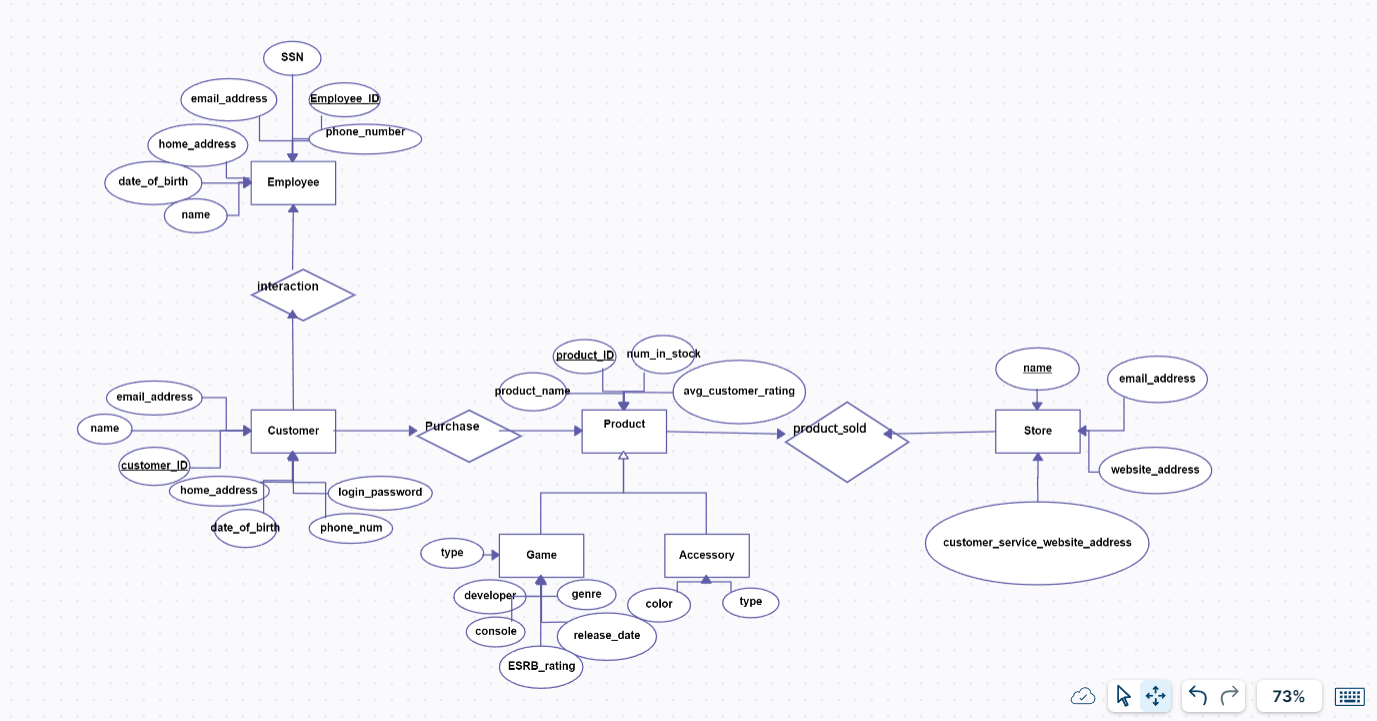 SSN
email_address
Employee_ID
phone_number
home_address
date_of_birth
Employee
name
interaction
product_ID
num_in_stock
product_name
avg_customer_rating
name
email_address
email_address
name
Customer
Purchase
Product
product_sold
Store
customer_ID
website_address
home_address
login_password
date_of_birth
phone_num
customer_service_website_address
type
Game
Accessory
developer
genre
color
type
console
release_date
ESRB_rating
73%